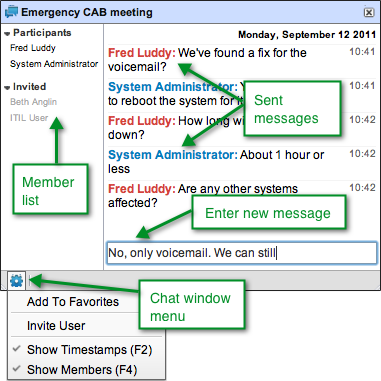 Emergency CAB meeting
Participants
Fred Luddy
System Administrator
Invited
Beth Anglin
ITIL User
Member
list
Monday, September 12 2011
Fred Luddy: We've found a fix for the 10:41
voicemail?
System Administrator: 10:41
to reboot the system for it
Fred Luddy: How long 10:42
down?
System Administrator: About 1 hour or 10:42
less
Fred Luddy: Are any other systems 10:42
affected?
Sent
messages
Enter new message
No, only voicemail. We can still
Chat window
menu
Add To Favorites
Invite User
Show Timestamps (F2)
Show Members (F4)